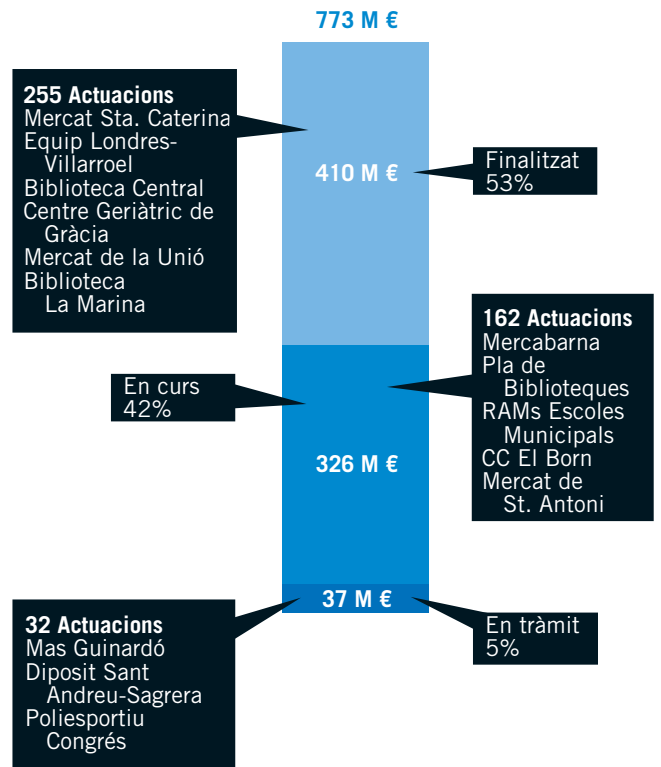 773 M €
255 Actuacions
Mercat Sta. Caterina
Equip Londres-
Villarroel
Biblioteca Central
Centre Geriàtric de
Gràcia
Mercat de la Unió
Biblioteca
La Marina
410 M €
Finalitzat
53%
En curs
42%
326 M €
162 Actuacions
Mercabarna
Pla de
Biblioteques
RAMs Escoles
Municipals
CC El Born
Mercat de
St. Antoni
32 Actuacions
Mas Guinardó
Diposit Sant
Andreu-Sagrera
Poliesportiu
Congrés
37 M €
En tràmit
5%